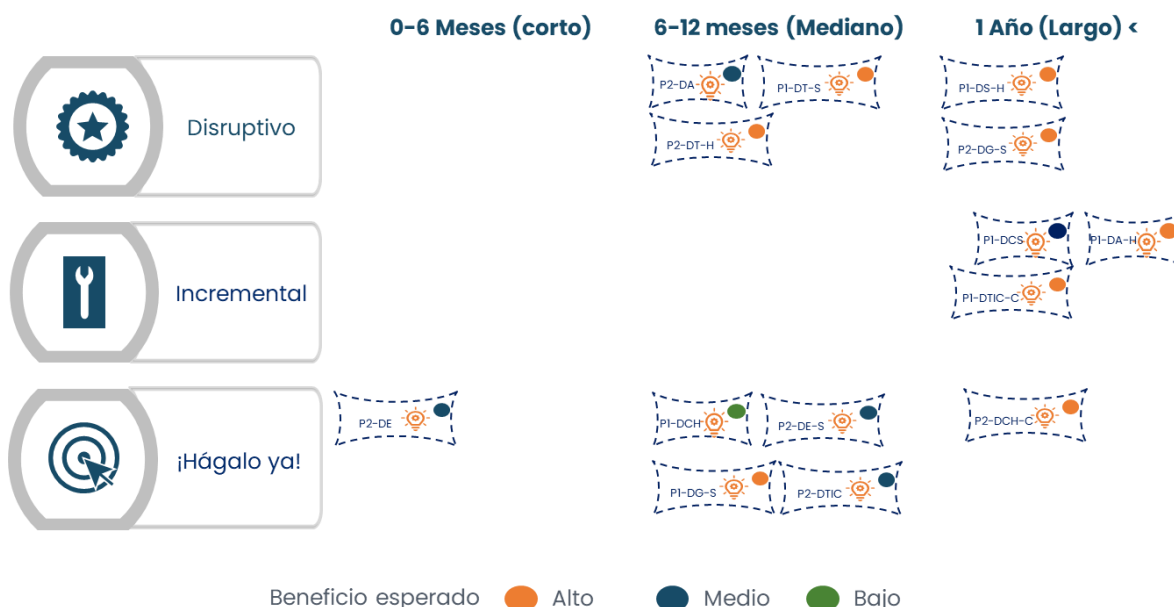 0-6 Meses (corto) 6-12 meses (Mediano) 1 Año (Largo) <
Disruptivo
P2-DA P1-DT-S P1-DS-H
P2-DT-H P2-DG-S
Incremental
P1-DCS P1-DA-H
P1-DTIC-C
¡Hágalo ya!
P2-DE P1-DCH P2-DE-S P2-DCH-C
P1-DG-S P2-DTIC
Beneficio esperado Alto Medio Bajo